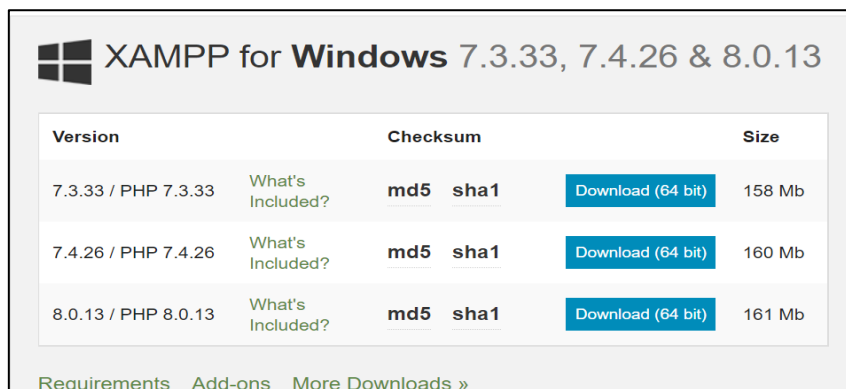 XAMPP for Windows 7.3.33, 7.4.26 & 8.0.13
Version Checksum Size
7.3.33 / PHP 7.3.33 What's Included? md5 sha1 Download (64 bit) 158 Mb
7.4.26 / PHP 7.4.26 What's Included? md5 sha1 Download (64 bit) 160 Mb
8.0.13 / PHP 8.0.13 What's Included? md5 sha1 Download (64 bit) 161 Mb
Requirements Add-ons More Downloads »